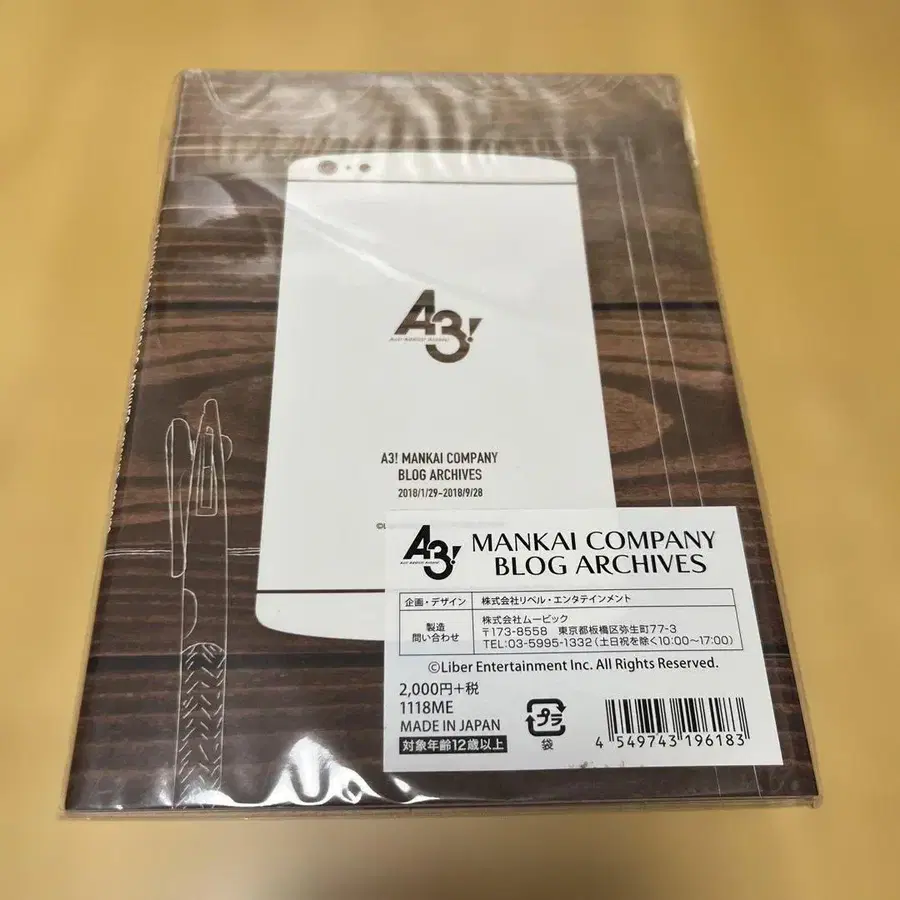 A3!
A3! MANKAI COMPANY
BLOG ARCHIVES
2018/1/29-2018/9/28
A3!
MANKAI COMPANY
BLOG ARCHIVES
企画・デザイン 株式会社リベル・エンタテインメント
製造
問い合わせ
株式会社ムービック
〒173-8558 東京都板橋区弥生町77-3
TEL:03-5995-1332(土日祝を除く10:00~17:00)
©Liber Entertainment Inc. All Rights Reserved.
2,000円+税
1118ME
MADE IN JAPAN
対象年齢12歳以上
プラ
袋
4 549743 196183